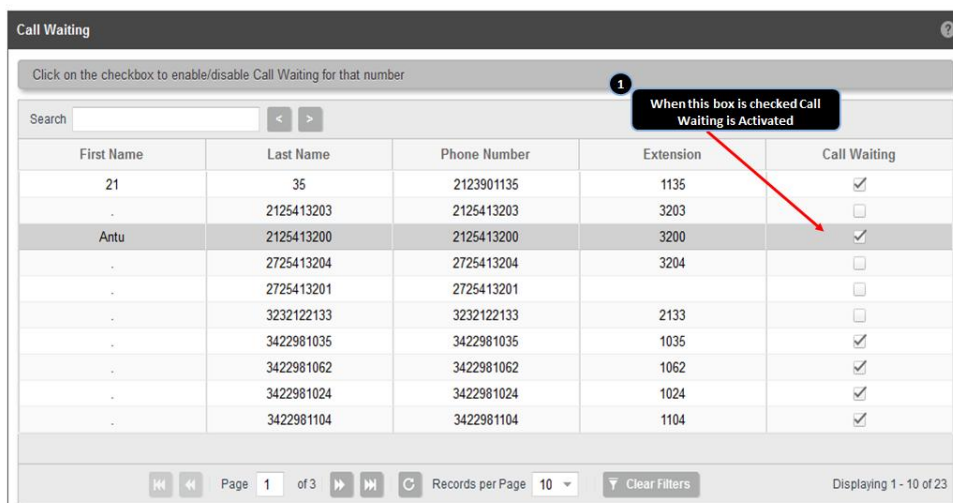 Call Waiting
Click on the checkbox to enable/disable Call Waiting for that number
1
When this box is checked Call
Waiting is Activated
Search < >
First Name Last Name Phone Number Extension Call Waiting
21 35 2123901135 1135
. 2125413203 2125413203 3203
Antu 2125413200 2125413200 3200
. 2725413204 2725413204 3204
. 2725413201 2725413201
. 3232122133 3232122133 2133
. 3422981035 3422981035 1035
. 3422981062 3422981062 1062
. 3422981024 3422981024 1024
. 3422981104 3422981104 1104
Page 1 of 3 Records per Page 10 Clear Filters Displaying 1 - 10 of 23